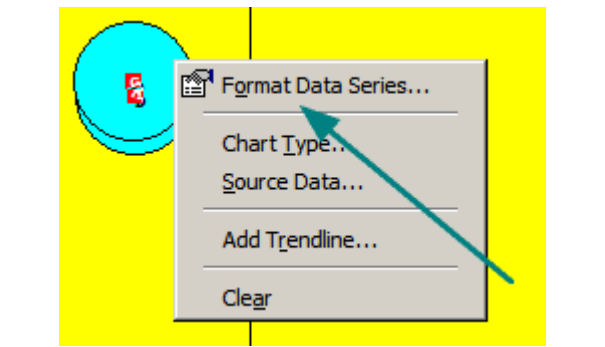 Format Data Series...
Chart Type...
Source Data...
Add Trendline...
Clear